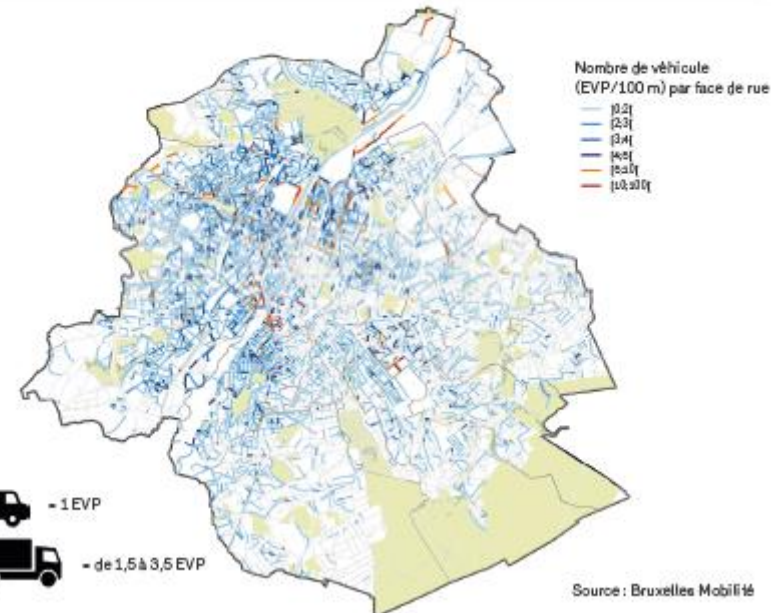 Nombre de véhicule
(EVP/100 m) par face de rue
]0;2[
[2;3[
[3;4[
[4;5[
[5;10[
[10;100[
= 1 EVP
= de 1,5 à 3,5 EVP
Source : Bruxelles Mobilité